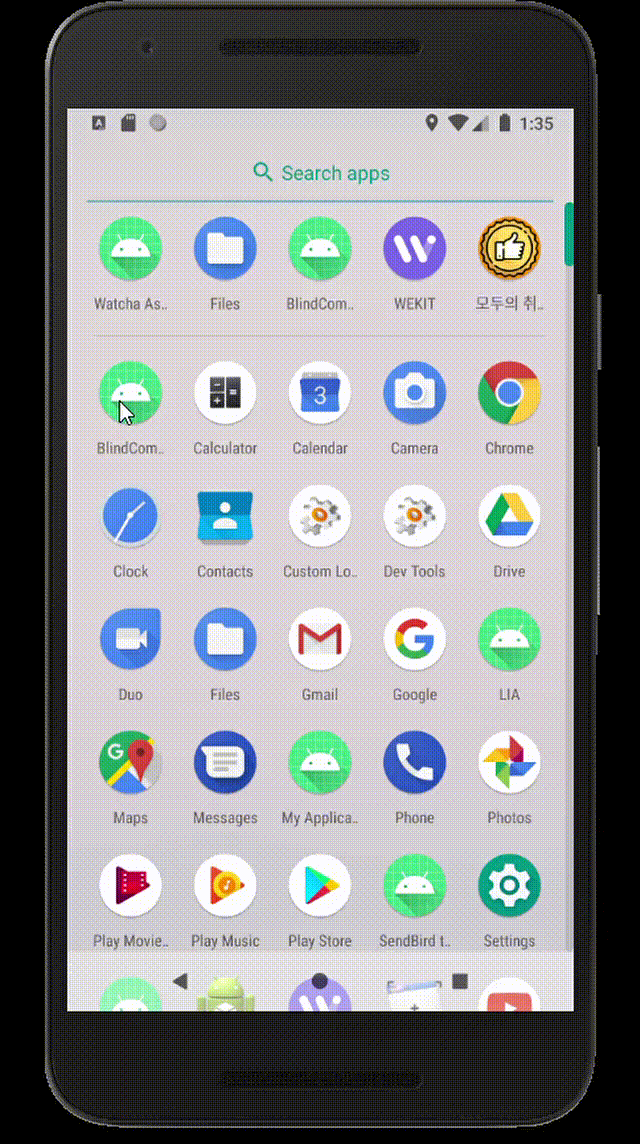 1:35
Search apps
Watcha As.. Files BlindCom.. WEKIT 모두의 취..
BlindCom.. Calculator Calendar Camera Chrome
3
Clock Contacts Custom Lo.. Dev Tools Drive
Duo Files Gmail Google LIA
Maps Messages My Applica.. Phone Photos
Play Movie.. Play Music Play Store SendBird t.. Settings